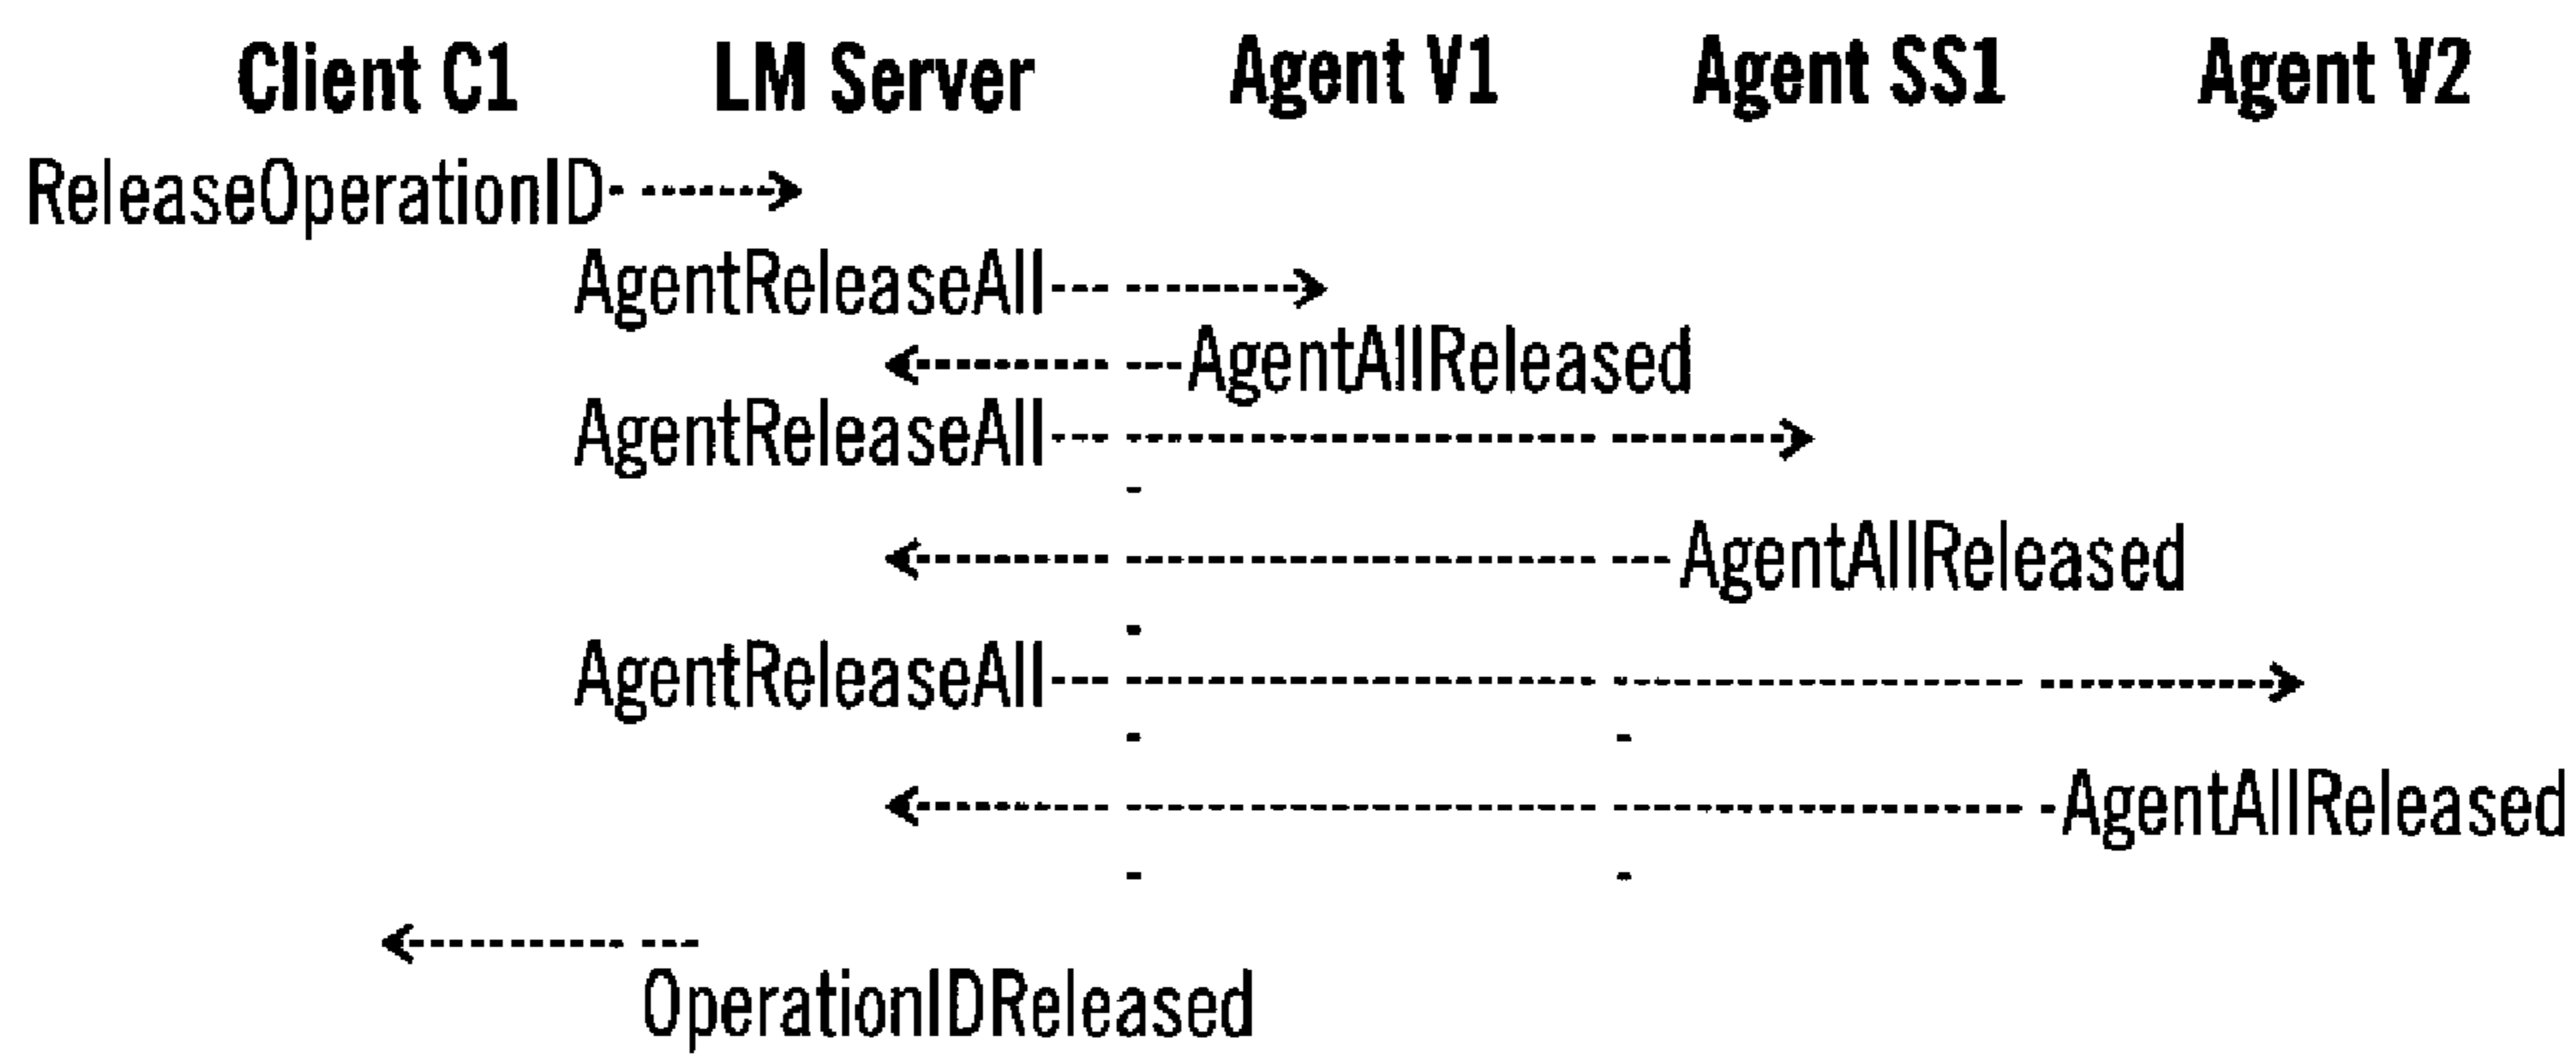 Client C1 LM Server Agent V1 Agent SS1 Agent V2
ReleaseOperationID
AgentReleaseAll
AgentAllReleased
AgentReleaseAll
AgentAllReleased
AgentReleaseAll
AgentAllReleased
OperationIDReleased